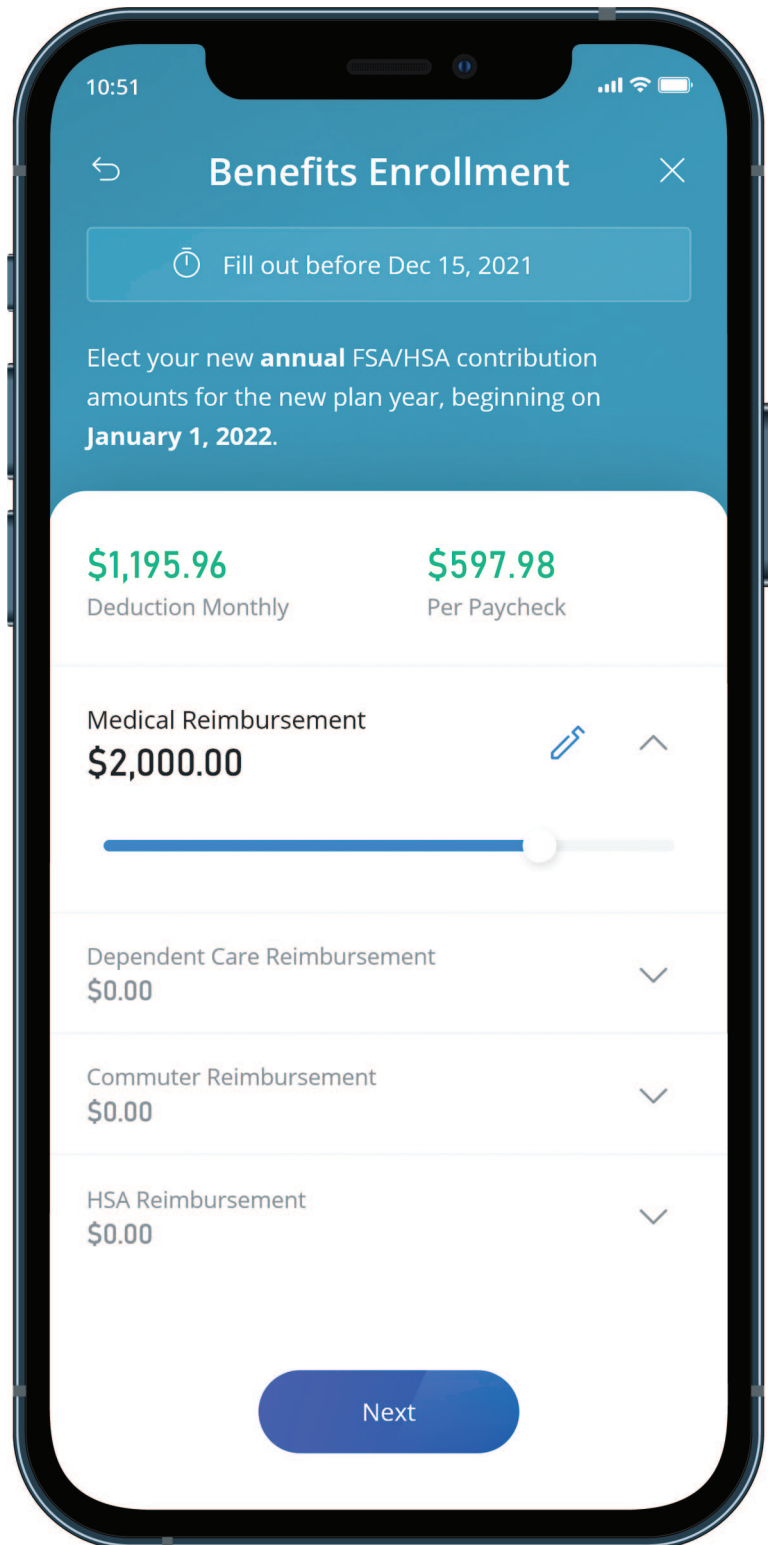 10:51
Benefits Enrollment
Fill out before Dec 15, 2021
Elect your new annual FSA/HSA contribution
amounts for the new plan year, beginning on
January 1, 2022.
$1,195.96 $597.98
Deduction Monthly Per Paycheck
Medical Reimbursement
$2,000.00
Dependent Care Reimbursement
$0.00
Commuter Reimbursement
$0.00
HSA Reimbursement
$0.00
Next